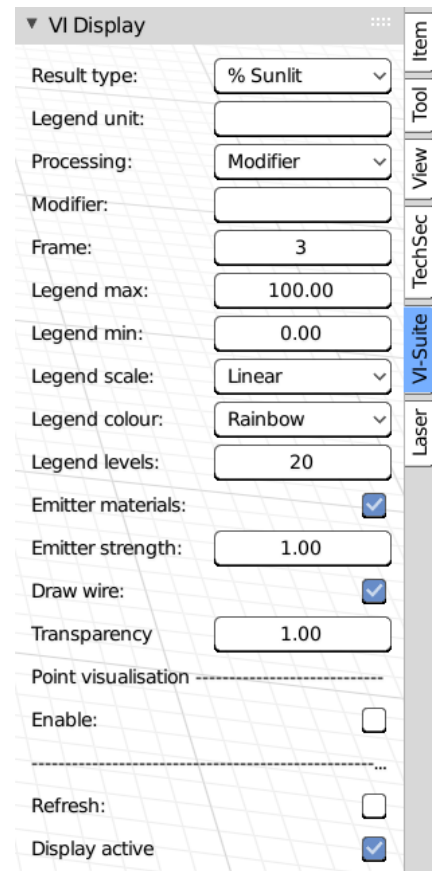 VI Display
Result type: % Sunlit
Legend unit:
Processing: Modifier
Modifier:
Frame: 3
Legend max: 100.00
Legend min: 0.00
Legend scale: Linear
Legend colour: Rainbow
Legend levels: 20
Emitter materials:
Emitter strength: 1.00
Draw wire:
Transparency 1.00
Point visualisation ---------------------------
Enable:
--------------------------------------------------...
Refresh:
Display active
Item
Tool
View
TechSec
VI-Suite
Laser